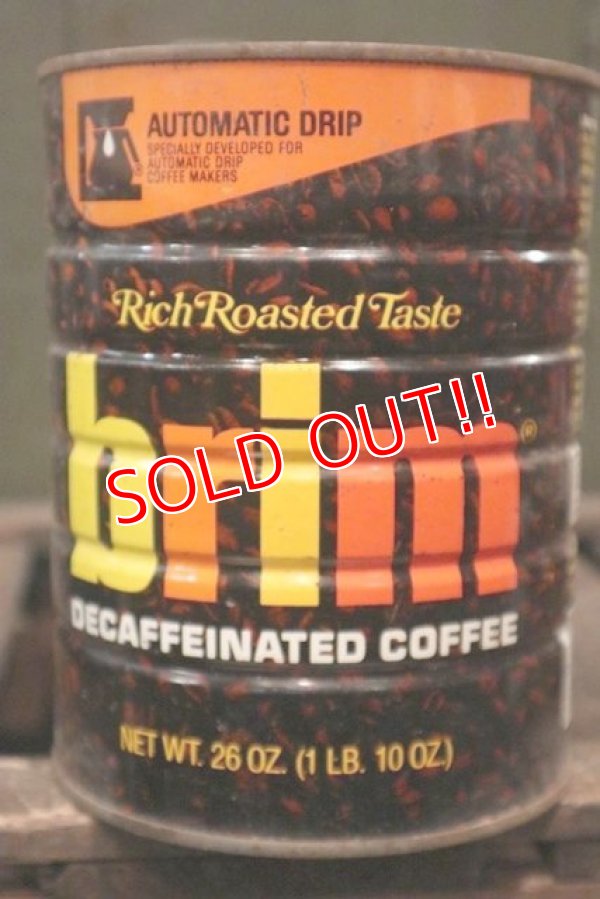 AUTOMATIC DRIP
SPECIALLY DEVELOPED FOR
AUTOMATIC DRIP
COFFEE MAKERS
Rich Roasted Taste
brim®
SOLD OUT!!
DECAFFEINATED COFFEE
NET WT. 26 OZ. (1 LB. 10 OZ.)